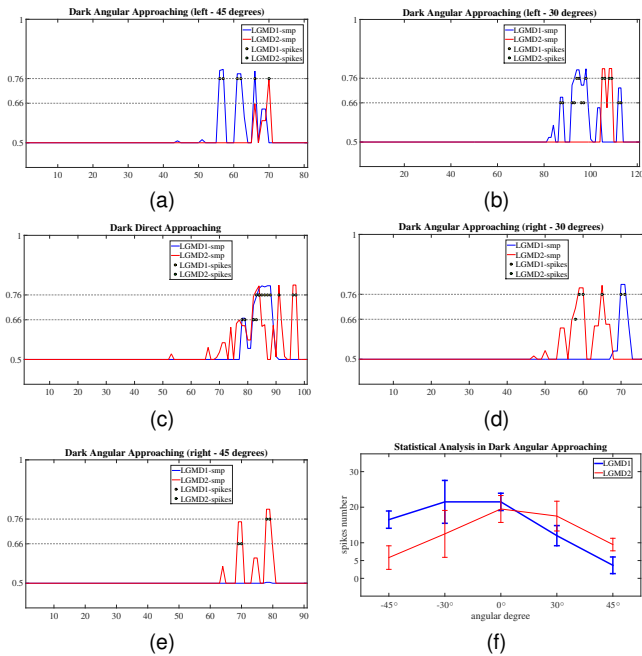 Dark Angular Approaching (left - 45 degrees)
1
LGMD1-smp
LGMD2-smp
LGMD1-spikes
LGMD2-spikes
0.76
0.66
0.5
10 20 30 40 50 60 70 80
(a)
Dark Angular Approaching (left - 30 degrees)
1
LGMD1-smp
LGMD2-smp
LGMD1-spikes
LGMD2-spikes
0.76
0.66
0.5
20 40 60 80 100 120
(b)
Dark Direct Approaching
1
LGMD1-smp
LGMD2-smp
LGMD1-spikes
LGMD2-spikes
0.76
0.66
0.5
10 20 30 40 50 60 70 80 90 100
(c)
Dark Angular Approaching (right - 30 degrees)
1
LGMD1-smp
LGMD2-smp
LGMD1-spikes
LGMD2-spikes
0.76
0.66
0.5
10 20 30 40 50 60 70
(d)
Dark Angular Approaching (right - 45 degrees)
1
LGMD1-smp
LGMD2-smp
LGMD1-spikes
LGMD2-spikes
0.76
0.66
0.5
10 20 30 40 50 60 70 80 90
(e)
Statistical Analysis in Dark Angular Approaching
LGMD1
LGMD2
30
20
10
5
0
spikes number
-45° -30° 0° 30° 45°
angular degree
(f)